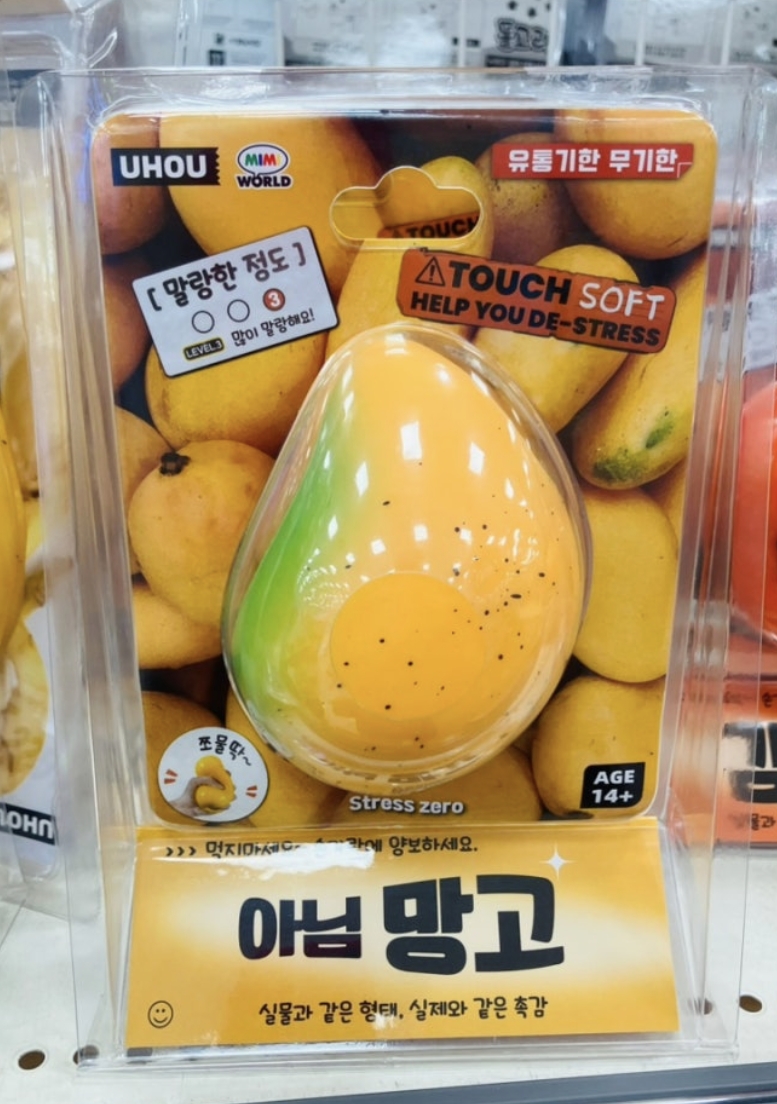 UHOU
MIMI
WORLD
유통기한 무기한
TOUCH
[ 말랑한 정도 ]
3
LEVEL.3 많이 말랑해요!
TOUCH SOFT
HELP YOU DE-STRESS
쪼물딱~
Stress zero
AGE
14+
>>> 먹지마세요 양보하세요.
아님 망고
실물과 같은 형태, 실제와 같은 촉감
UHOU